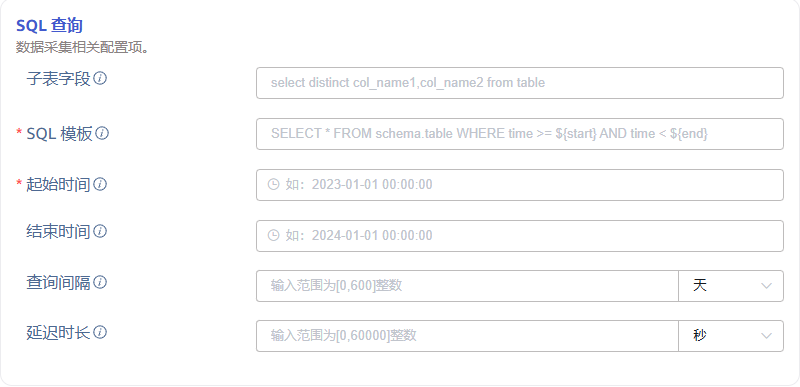 SQL 查询
数据采集相关配置项。
子表字段
select distinct col_name1,col_name2 from table
* SQL 模板
SELECT * FROM schema.table WHERE time >= ${start} AND time < ${end}
* 起始时间
如：2023-01-01 00:00:00
结束时间
如：2024-01-01 00:00:00
查询间隔
输入范围为[0,600]整数 天
延迟时长
输入范围为[0,60000]整数 秒